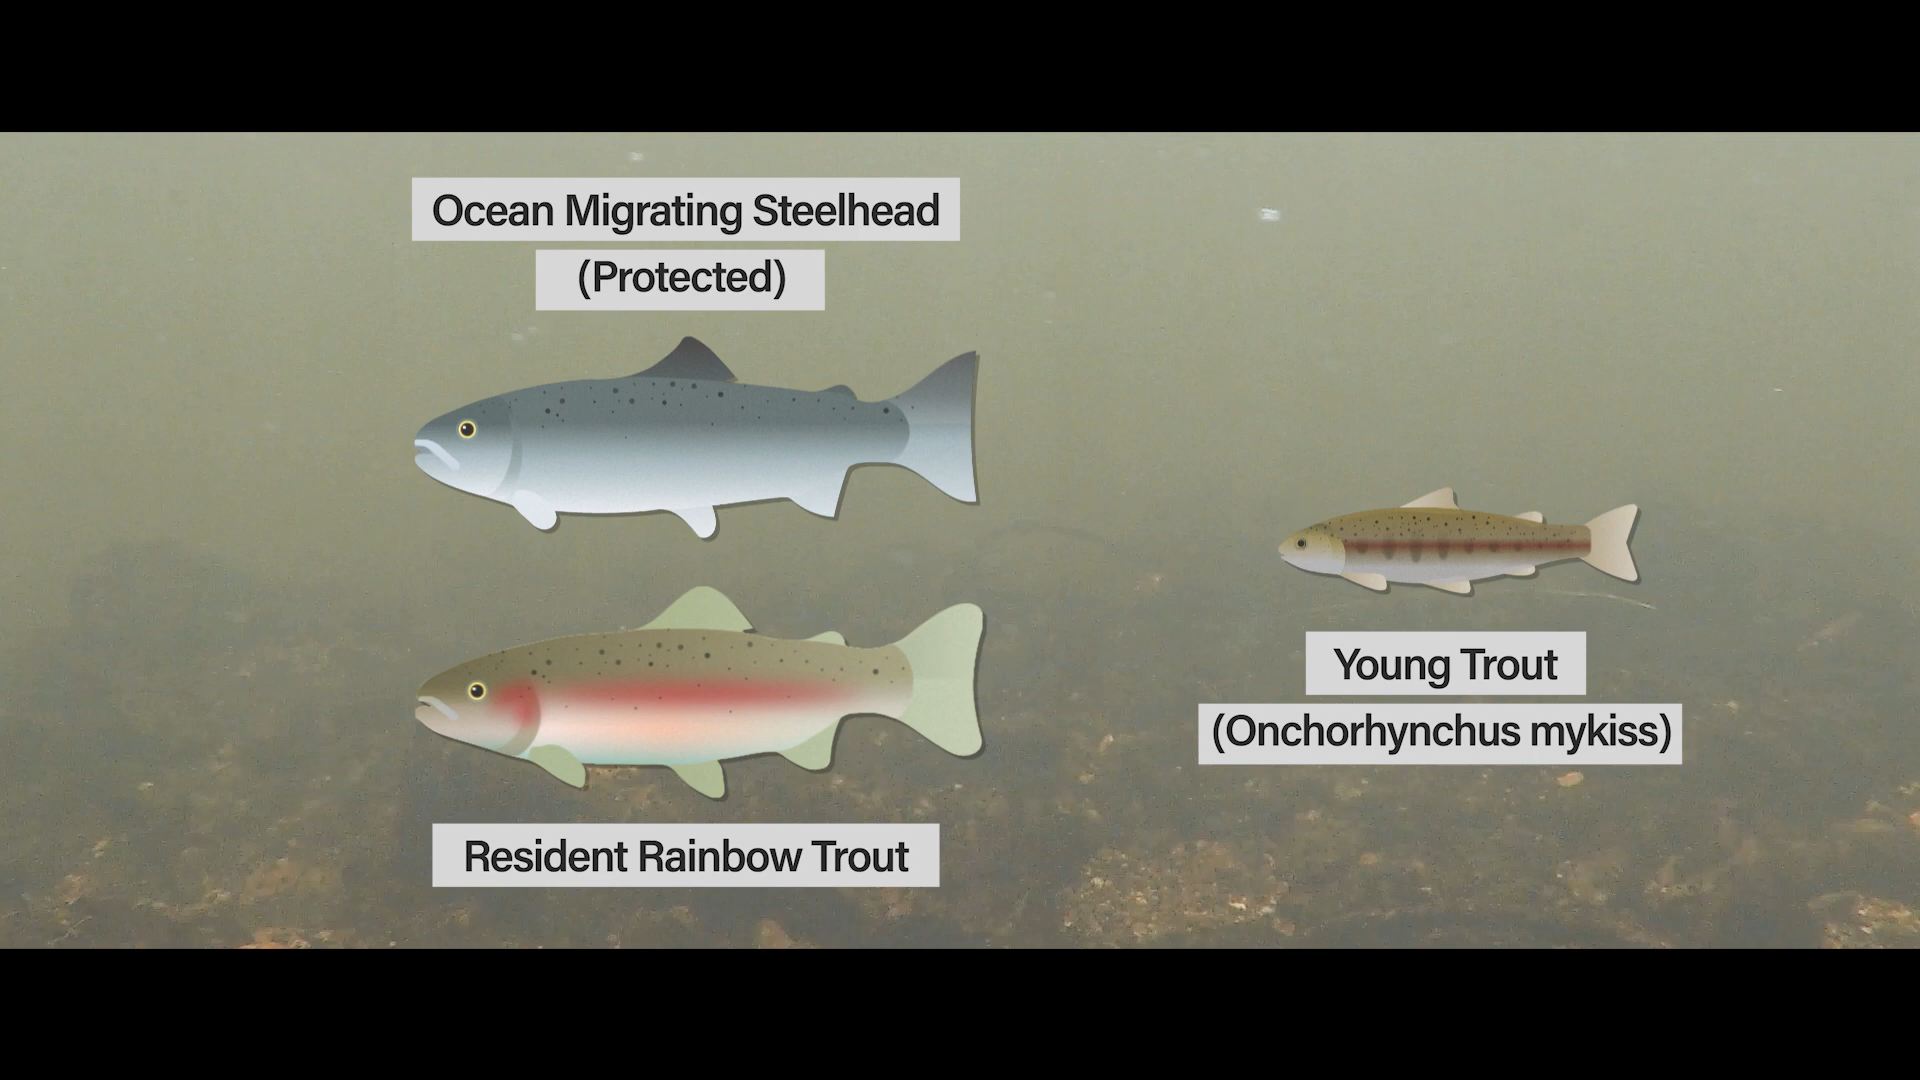 Ocean Migrating Steelhead
(Protected)
Resident Rainbow Trout
Young Trout
(Onchorhynchus mykiss)